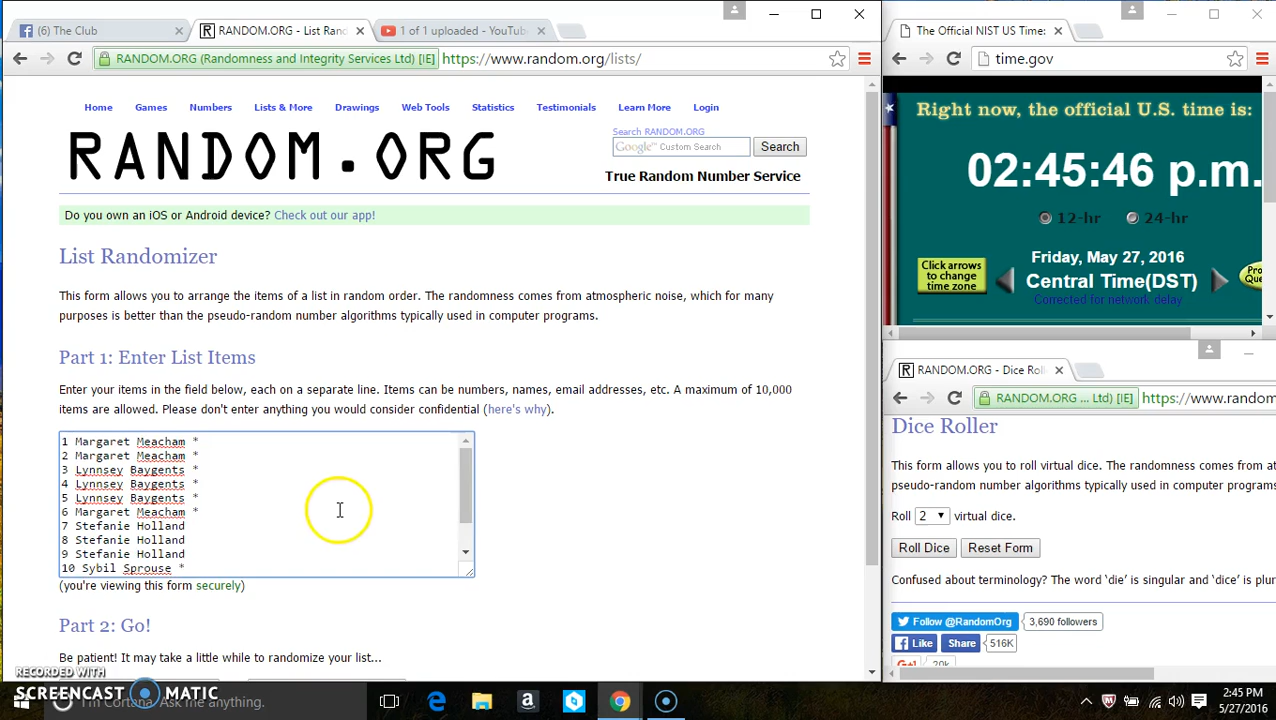 (6) The Club
RANDOM.ORG - List Rand
1 of 1 uploaded - YouTub
RANDOM.ORG (Randomness and Integrity Services Ltd) [IE]
https://www.random.org/lists/
Home Games Numbers Lists & More Drawings Web Tools Statistics Testimonials Learn More Login
RANDOM.ORG
Search RANDOM.ORG
Google™ Custom Search
Search
True Random Number Service
Do you own an iOS or Android device? Check out our app!
List Randomizer
This form allows you to arrange the items of a list in random order. The randomness comes from atmospheric noise, which for many
purposes is better than the pseudo-random number algorithms typically used in computer programs.
Part 1: Enter List Items
Enter your items in the field below, each on a separate line. Items can be numbers, names, email addresses, etc. A maximum of 10,000
items are allowed. Please don't enter anything you would consider confidential (here's why).
1 Margaret Meacham *
2 Margaret Meacham *
3 Lynnsey Baygents *
4 Lynnsey Baygents *
5 Lynnsey Baygents *
6 Margaret Meacham *
7 Stefanie Holland
8 Stefanie Holland
9 Stefanie Holland
10 Sybil Sprouse *
(you're viewing this form securely)
Part 2: Go!
Be patient! It may take a little while to randomize your list...
The Official NIST US Time:
time.gov
Right now, the official U.S. time is:
02:45:46 p.m.
12-hr 24-hr
Click arrows
to change
time zone
Friday, May 27, 2016
Central Time(DST)
Corrected for network delay
Pro
Que
RANDOM.ORG - Dice Roll
RANDOM.ORG ... Ltd) [IE]
https://www.random
Dice Roller
This form allows you to roll virtual dice. The randomness comes from at
pseudo-random number algorithms typically used in computer programs
Roll 2 virtual dice.
Roll Dice
Reset Form
Confused about terminology? The word ‘die’ is singular and ‘dice’ is plur
Follow @RandomOrg
3,690 followers
Like
Share
516K
20k
RECORDED WITH
SCREENCAST MATIC
I'm Cortana. Ask me anything.
2:45 PM
5/27/2016